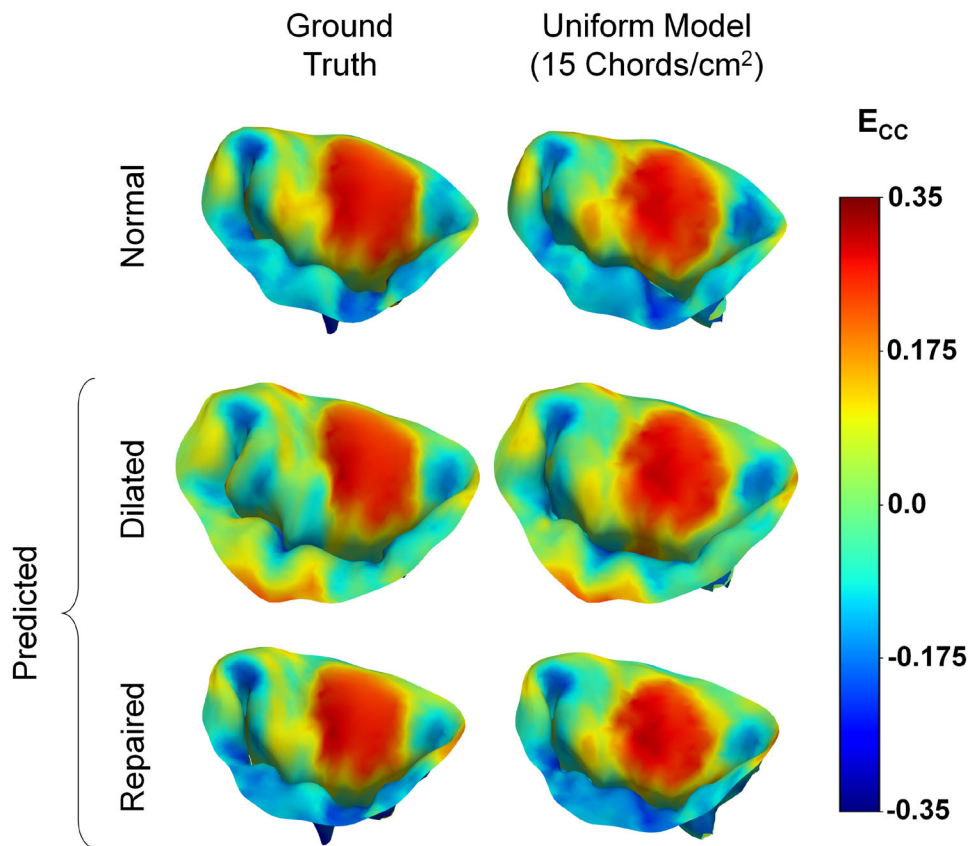 Ground
Truth
Uniform Model
(15 Chords/cm²)
E_CC
Normal
0.35
0.175
0.0
-0.175
-0.35
Predicted
Dilated
Repaired